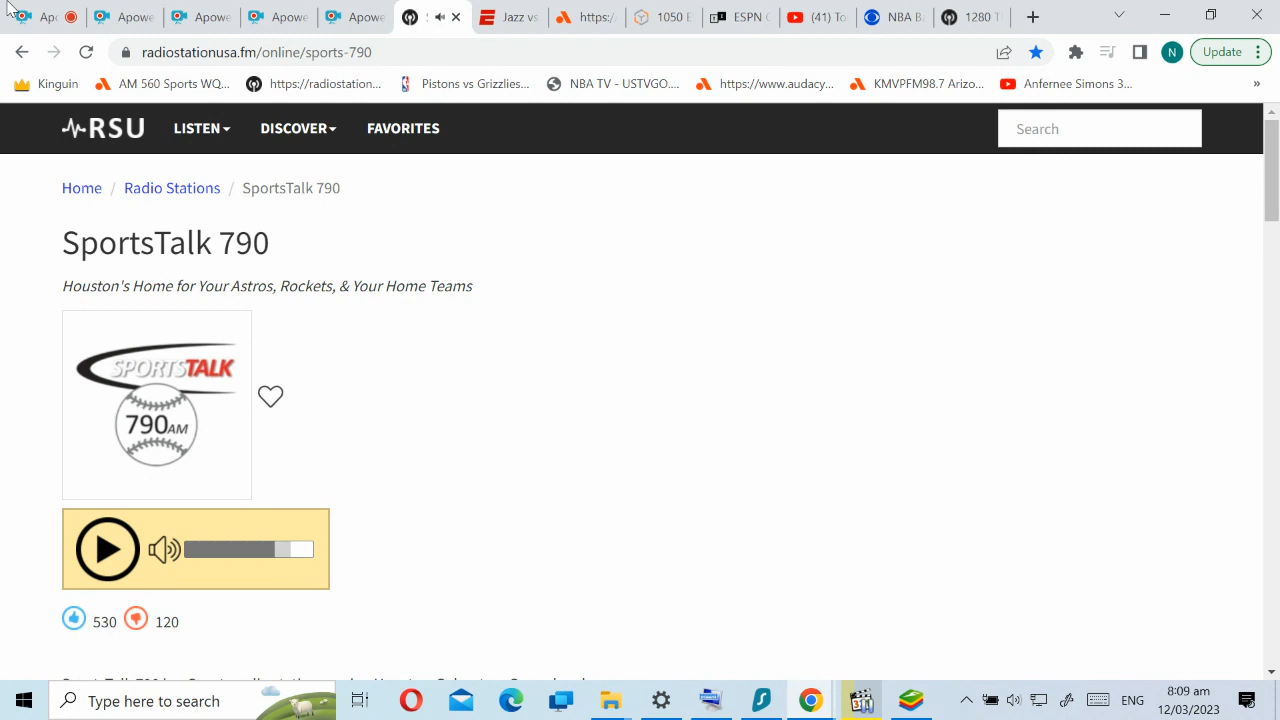 Apo Apowe Apowe Apowe Apowe Jazz v https: 1050 E ESPN (41) To NBA B 1280 T
radiostationusa.fm/online/sports-790 N Update
Kinguin AM 560 Sports WQ... https://radiostation... Pistons vs Grizzlies... NBA TV - USTVGO.... https://www.audacy... KMVPFM98.7 Arizo... Anfernee Simons 3... »
RSU LISTEN DISCOVER FAVORITES Search
Home / Radio Stations / SportsTalk 790
SportsTalk 790
Houston's Home for Your Astros, Rockets, & Your Home Teams
SPORTSTALK
790AM
530 120
Type here to search ENG 8:09 am
12/03/2023